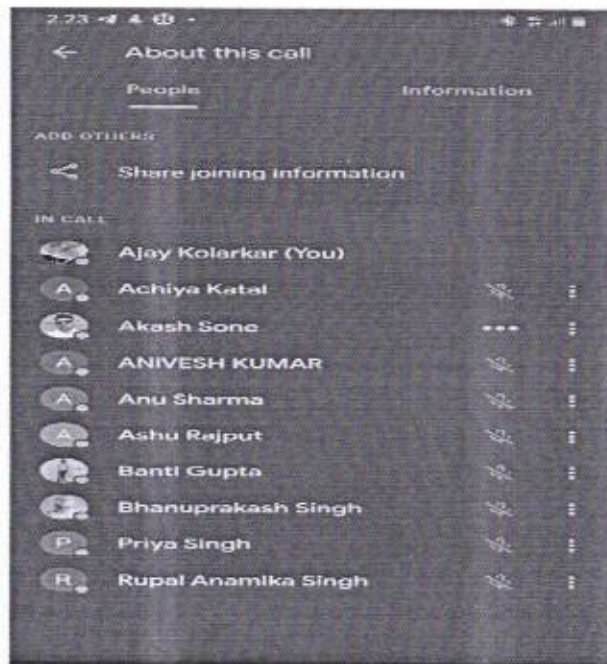 2.23
About this call
People Information
ADD OTHERS
Share joining information
IN CALL
Ajay Kolarkar (You)
A Achiya Katal
Akash Sone
A ANIVESH KUMAR
A Anu Sharma
A Ashu Rajput
Banti Gupta
Bhanuprakash Singh
P Priya Singh
R Rupal Anamika Singh